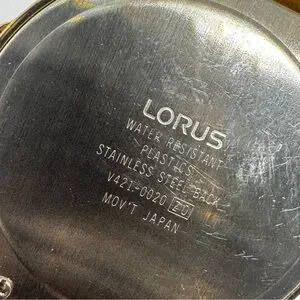 LORUS
WATER RESISTANT
PLASTICS
STAINLESS STEEL BACK
V421-0020 Z0
MOV'T JAPAN